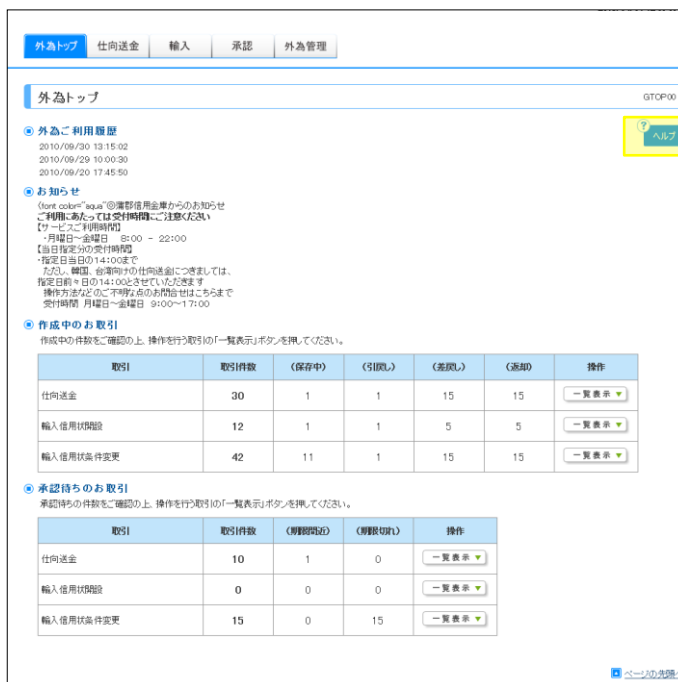 外為トップ 仕向送金 輸入 承認 外為管理
外為トップ
GTOP00
? ヘルプ
外為ご利用履歴
2010/09/30 13:15:02
2010/09/29 10:00:30
2010/09/20 17:45:50
お知らせ
(font color="aqua"◎蒲郡信用金庫からのお知らせ
ご利用にあたっては受付時間にご注意ください
【サービスご利用時間】
・月曜日~金曜日 8:00 - 22:00
【当日指定分の受付時間】
・指定日当日の14:00まで
ただし、韓国、台湾向けの仕向送金につきましては、
指定日前々日の14:00とさせていただきます
操作方法などのご不明な点のお問合せはこちらまで
受付時間 月曜日~金曜日 9:00~17:00
作成中のお取引
作成中の件数をご確認の上、操作を行う取引の「一覧表示」ボタンを押してください。
取引 取引件数 (保存中) (引戻し) (差戻し) (返却) 操作
仕向送金 30 1 1 15 15 一覧表示 ▼
輸入信用状開設 12 1 1 5 5 一覧表示 ▼
輸入信用状条件変更 42 11 1 15 15 一覧表示 ▼
承認待ちのお取引
承認待ちの件数をご確認の上、操作を行う取引の「一覧表示」ボタンを押してください。
取引 取引件数 (期限間近) (期限切れ) 操作
仕向送金 10 1 0 一覧表示 ▼
輸入信用状開設 0 0 0 一覧表示 ▼
輸入信用状条件変更 15 0 15 一覧表示 ▼
ページの先頭へ